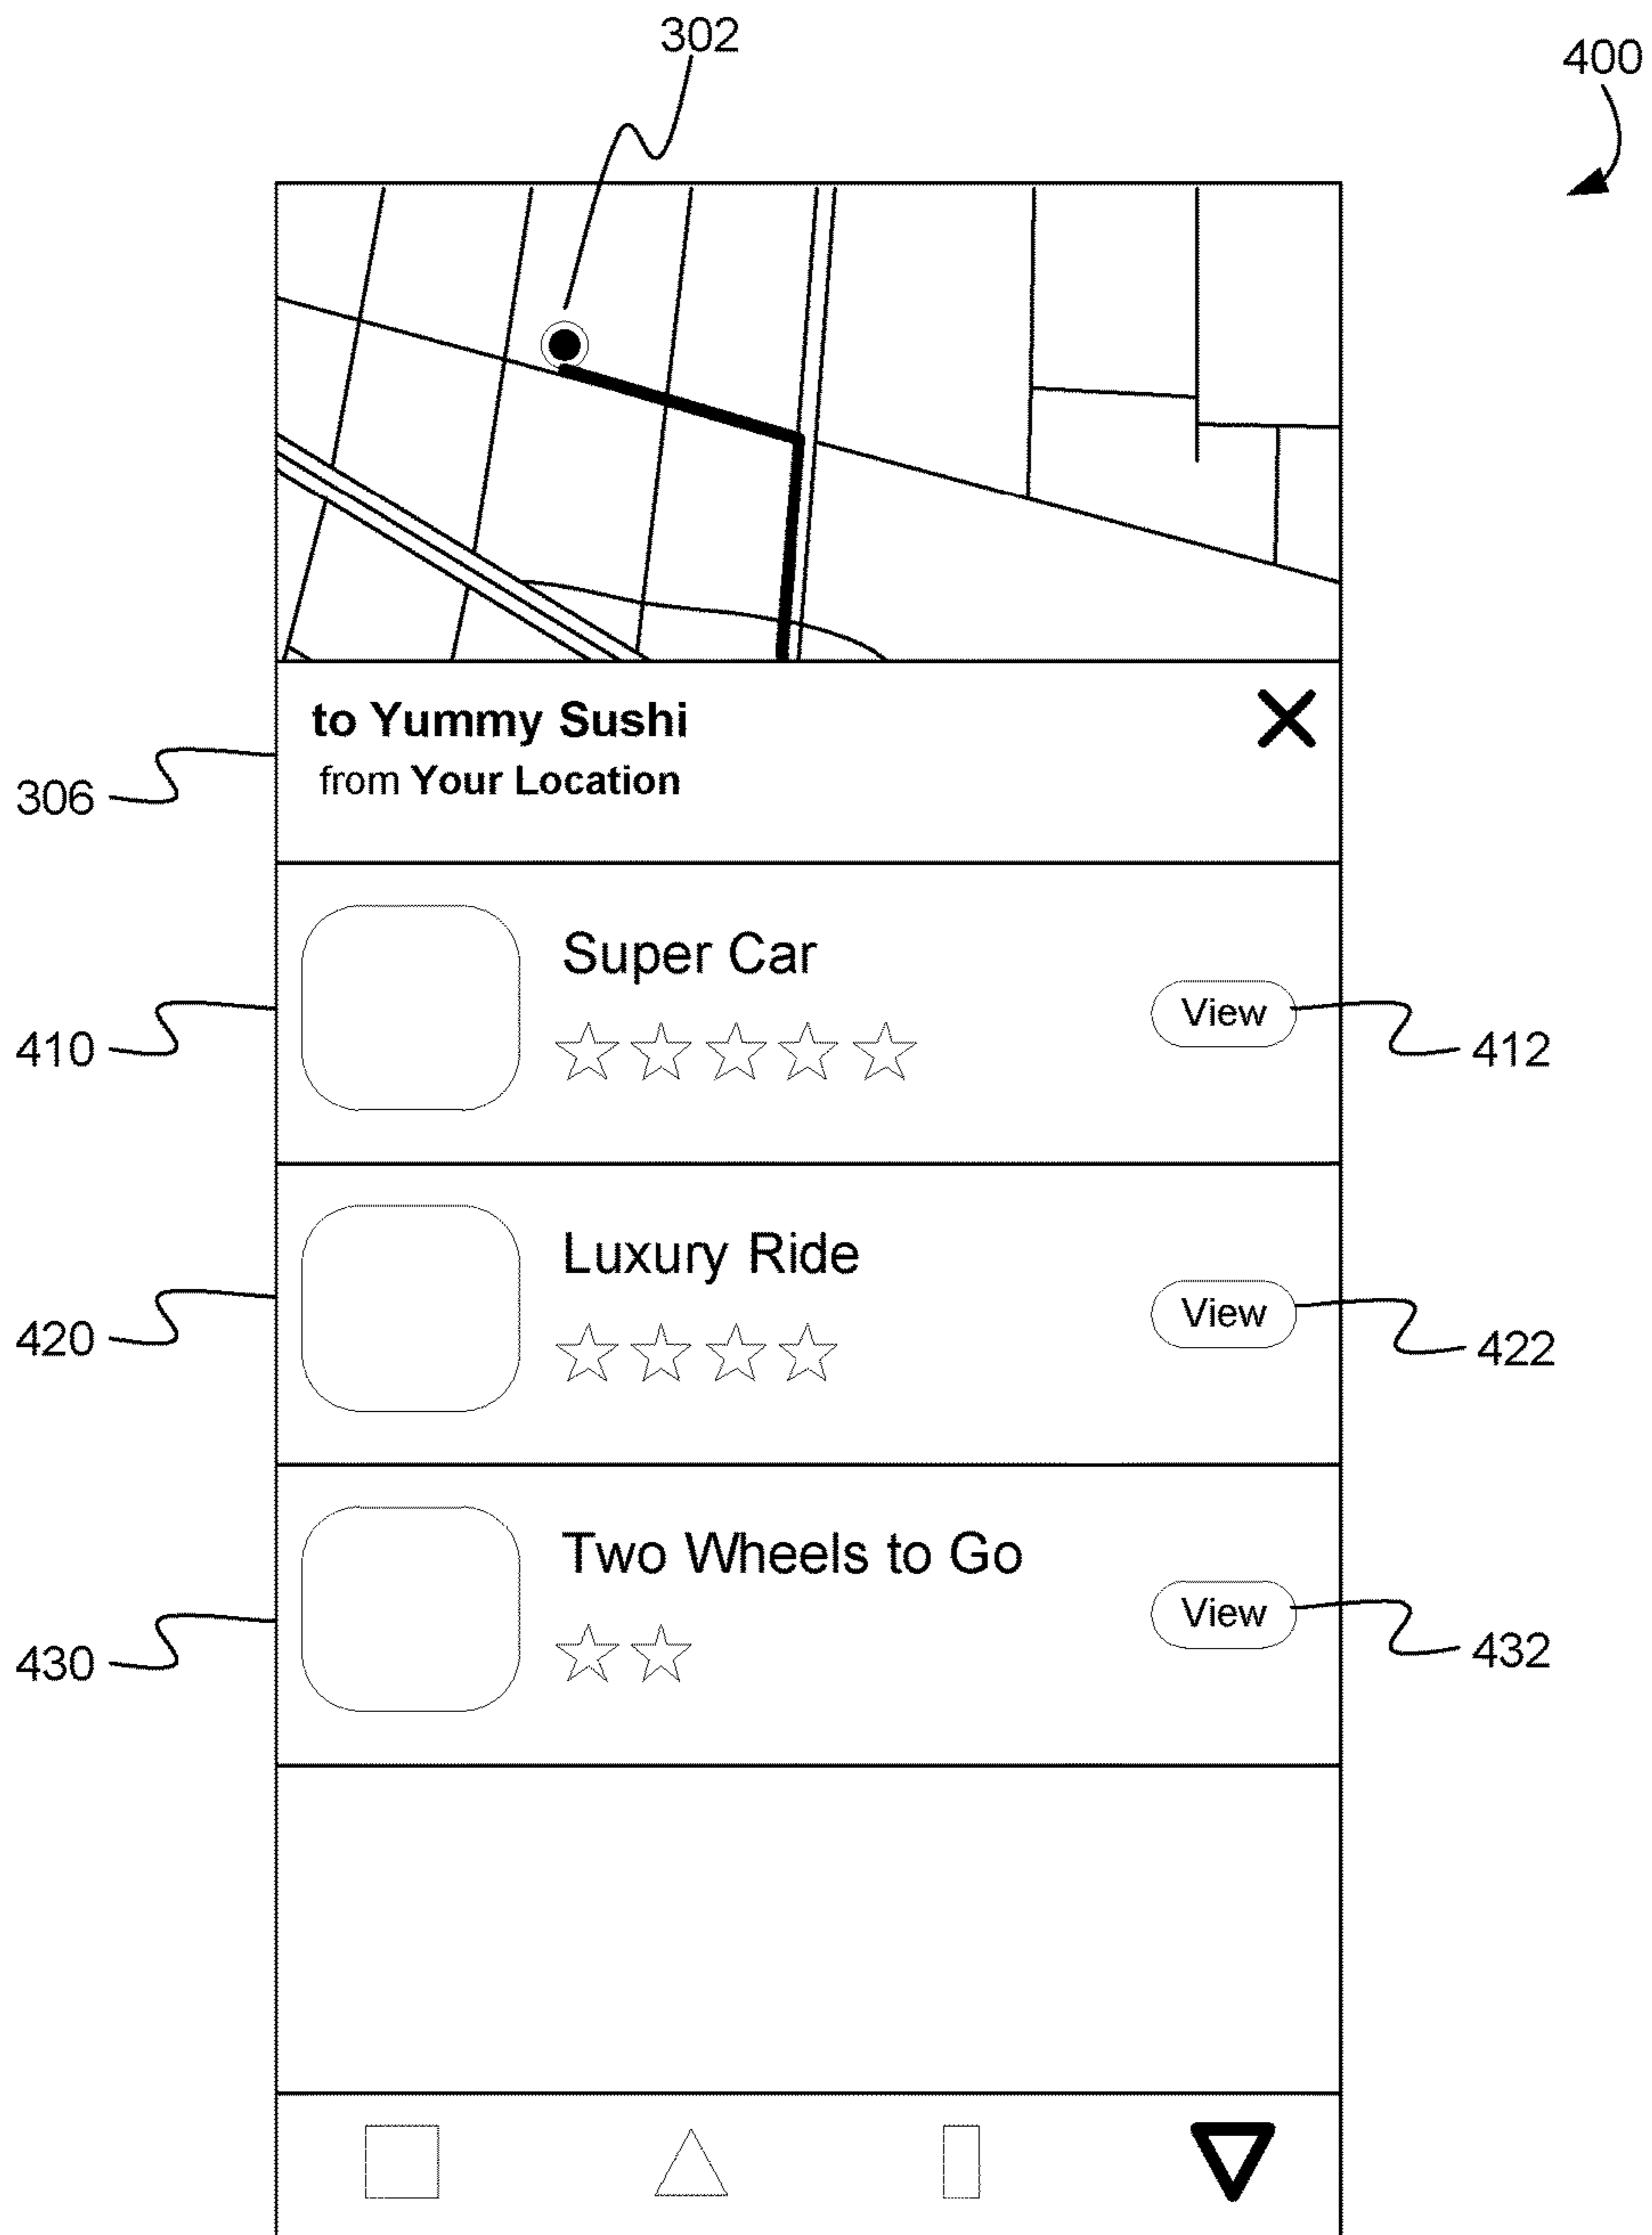 302
400
to Yummy Sushi
from Your Location
306
Super Car
View
410
412
Luxury Ride
View
420
422
Two Wheels to Go
View
430
432